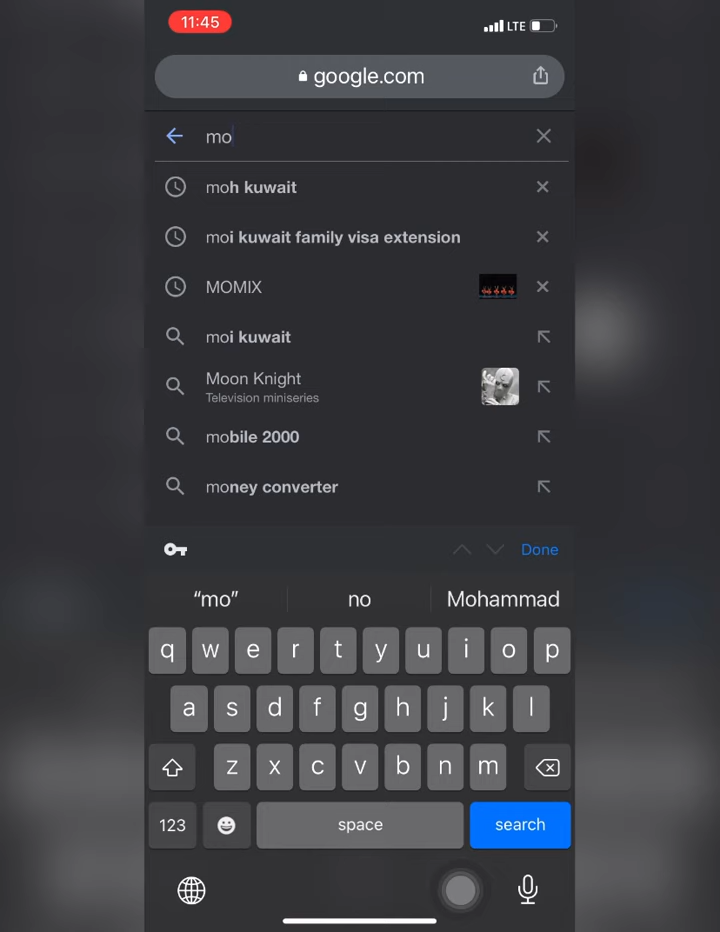 11:45
LTE
google.com
mo
moh kuwait
moi kuwait family visa extension
MOMIX
moi kuwait
Moon Knight
Television miniseries
mobile 2000
money converter
Done
“mo” no Mohammad
q w e r t y u i o p
a s d f g h j k l
z x c v b n m
123 space search